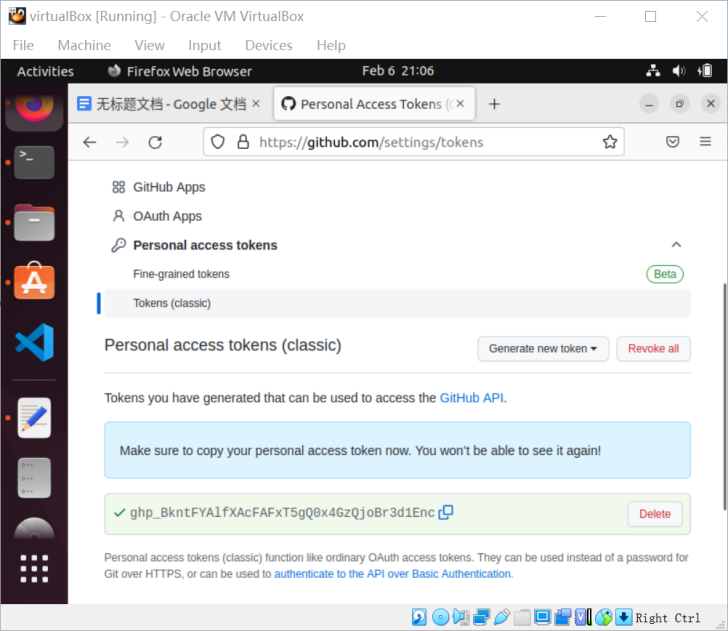 virtualBox [Running] - Oracle VM VirtualBox
File Machine View Input Devices Help
Activities Firefox Web Browser Feb 6 21:06
无标题文档 - Google 文档 Personal Access Tokens (
https://github.com/settings/tokens
GitHub Apps
OAuth Apps
Personal access tokens
Fine-grained tokens Beta
Tokens (classic)
Personal access tokens (classic) Generate new token Revoke all
Tokens you have generated that can be used to access the GitHub API.
Make sure to copy your personal access token now. You won’t be able to see it again!
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 Delete
Personal access tokens (classic) function like ordinary OAuth access tokens. They can be used instead of a password for
Git over HTTPS, or can be used to authenticate to the API over Basic Authentication.
Right Ctrl